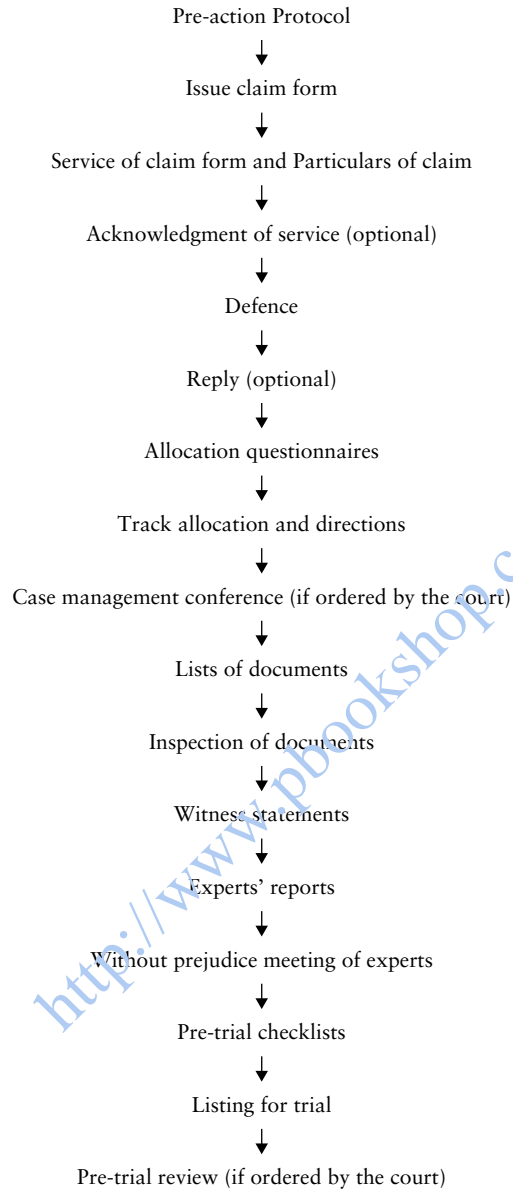 Pre-action Protocol
Issue claim form
Service of claim form and Particulars of claim
Acknowledgment of service (optional)
Defence
Reply (optional)
Allocation questionnaires
Track allocation and directions
Case management conference (if ordered by the court)
Lists of documents
Inspection of documents
Witness statements
Experts' reports
Without prejudice meeting of experts
Pre-trial checklists
Listing for trial
Pre-trial review (if ordered by the court)
http://www.pbookshop.c